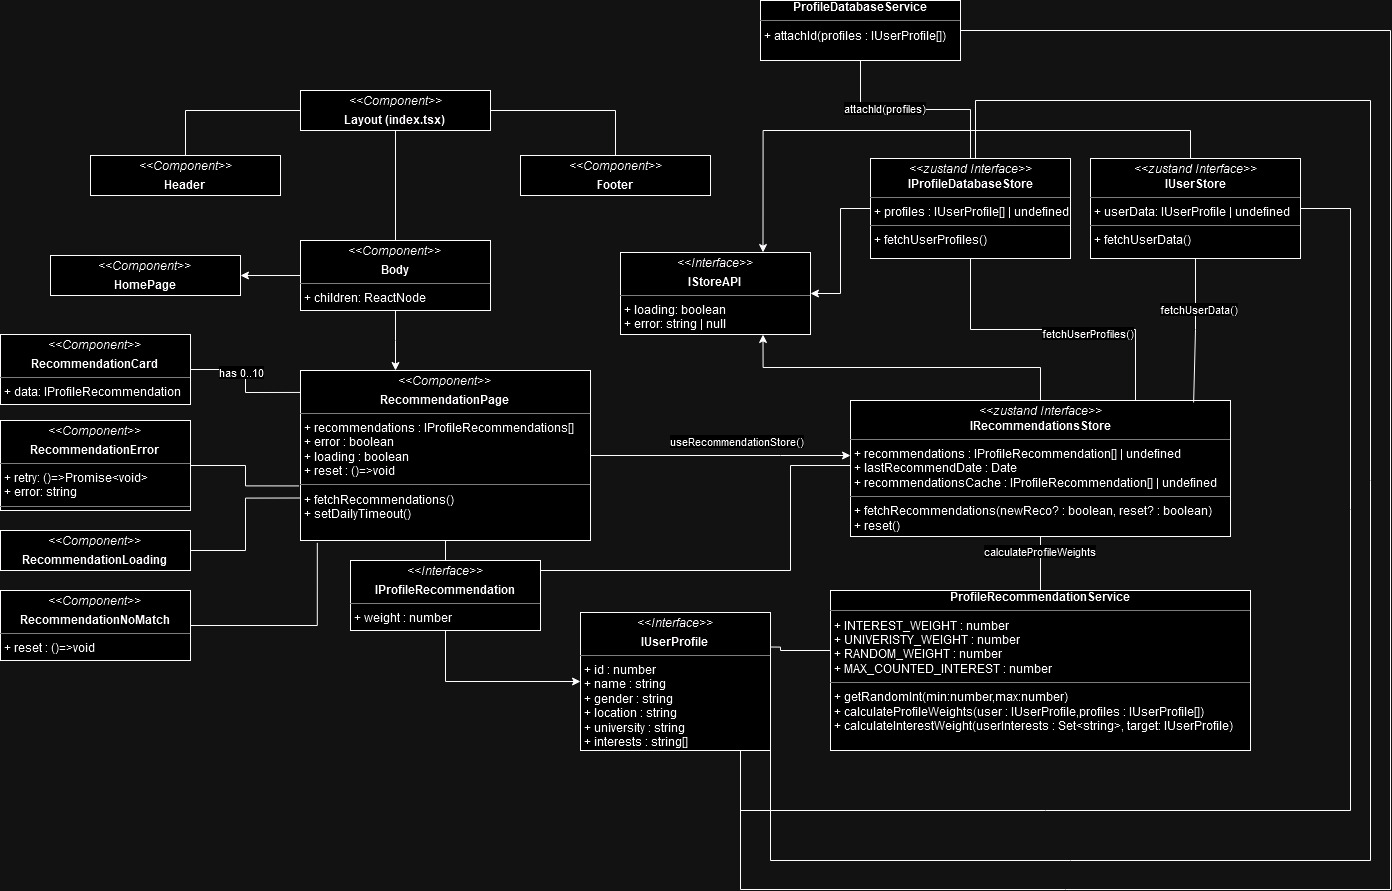 ProfileDatabaseService
+ attachId(profiles : IUserProfile[])
attachId(profiles)
<<Component>>
Layout (index.tsx)
<<Component>>
Header
<<Component>>
Footer
<<zustand Interface>>
IProfileDatabaseStore
+ profiles : IUserProfile[] | undefined
+ fetchUserProfiles()
<<zustand Interface>>
IUserStore
+ userData: IUserProfile | undefined
+ fetchUserData()
<<Component>>
Body
+ children: ReactNode
<<Component>>
HomePage
<<Interface>>
IStoreAPI
+ loading: boolean
+ error: string | null
fetchUserData()
fetchUserProfiles()
<<Component>>
RecommendationCard
+ data: IProfileRecommendation
has 0..10
<<Component>>
RecommendationPage
+ recommendations : IProfileRecommendations[]
+ error : boolean
+ loading : boolean
+ reset : ()=>void
+ fetchRecommendations()
+ setDailyTimeout()
useRecommendationStore()
<<zustand Interface>>
IRecommendationsStore
+ recommendations : IProfileRecommendation[] | undefined
+ lastRecommendDate : Date
+ recommendationsCache : IProfileRecommendation[] | undefined
+ fetchRecommendations(newReco? : boolean, reset? : boolean)
+ reset()
<<Component>>
RecommendationError
+ retry: ()=>Promise<void>
+ error: string
<<Component>>
RecommendationLoading
calculateProfileWeights
<<Interface>>
IProfileRecommendation
+ weight : number
<<Component>>
RecommendationNoMatch
+ reset : ()=>void
<<Interface>>
IUserProfile
+ id : number
+ name : string
+ gender : string
+ location : string
+ university : string
+ interests : string[]
ProfileRecommendationService
+ INTEREST_WEIGHT : number
+ UNIVERISTY_WEIGHT : number
+ RANDOM_WEIGHT : number
+ MAX_COUNTED_INTEREST : number
+ getRandomInt(min:number,max:number)
+ calculateProfileWeights(user : IUserProfile,profiles : IUserProfile[])
+ calculateInterestWeight(userInterests : Set<string>, target: IUserProfile)